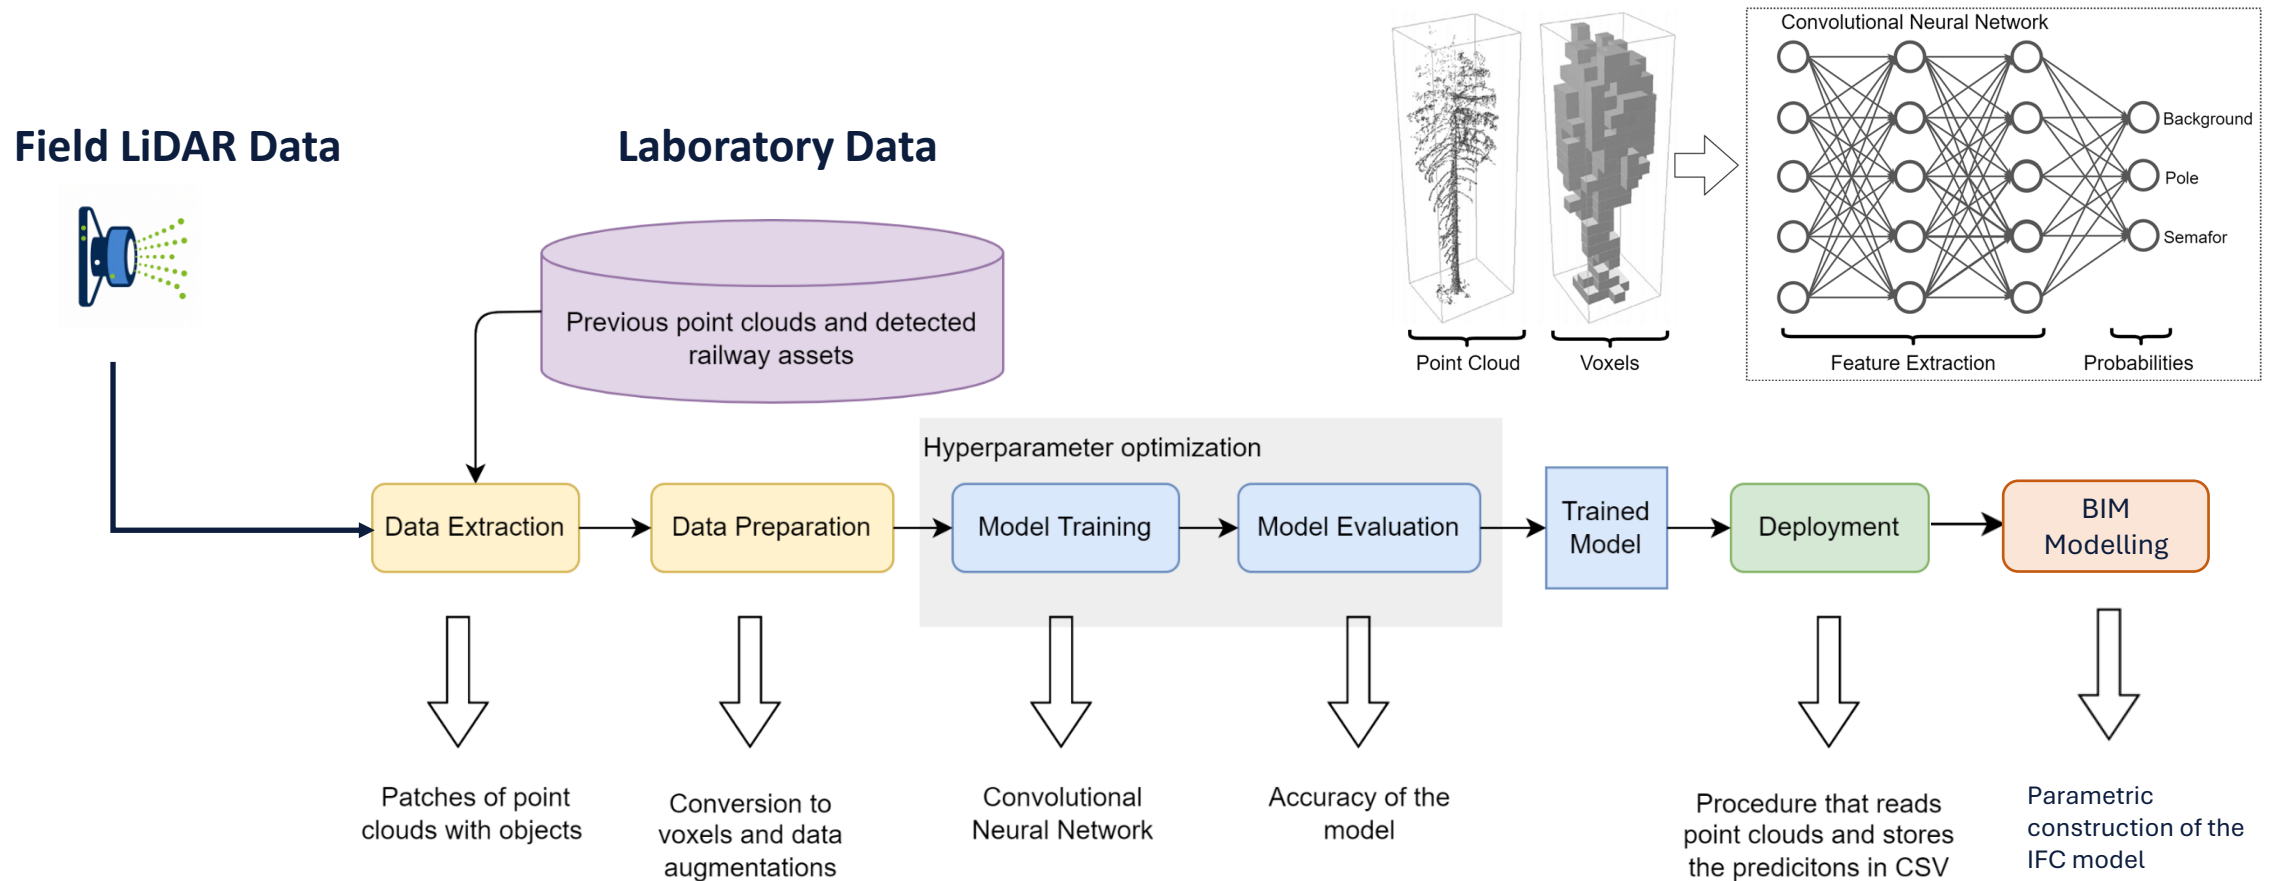 Convolutional Neural Network
Background
Pole
Semafor
Point Cloud
Voxels
Feature Extraction
Probabilities
Field LiDAR Data
Laboratory Data
Previous point clouds and detected
railway assets
Hyperparameter optimization
Data Extraction
Data Preparation
Model Training
Model Evaluation
Trained
Model
Deployment
BIM
Modelling
Patches of point
clouds with objects
Conversion to
voxels and data
augmentations
Convolutional
Neural Network
Accuracy of the
model
Procedure that reads
point clouds and stores
the predicitons in CSV
Parametric
construction of the
IFC model